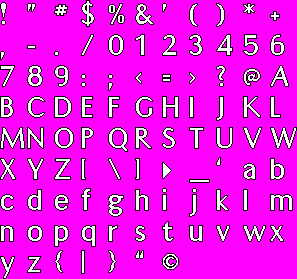 ! " # $ % & ' ( ) * +
, - . / 0 1 2 3 4 5 6
7 8 9 : ; < = > ? @ A
B C D E F G H I J K L
M N O P Q R S T U V W
X Y Z [ \ ] ▶ _ ‘ a b
c d e f g h i j k l m
n o p q r s t u v w x
y z { | } “ ©